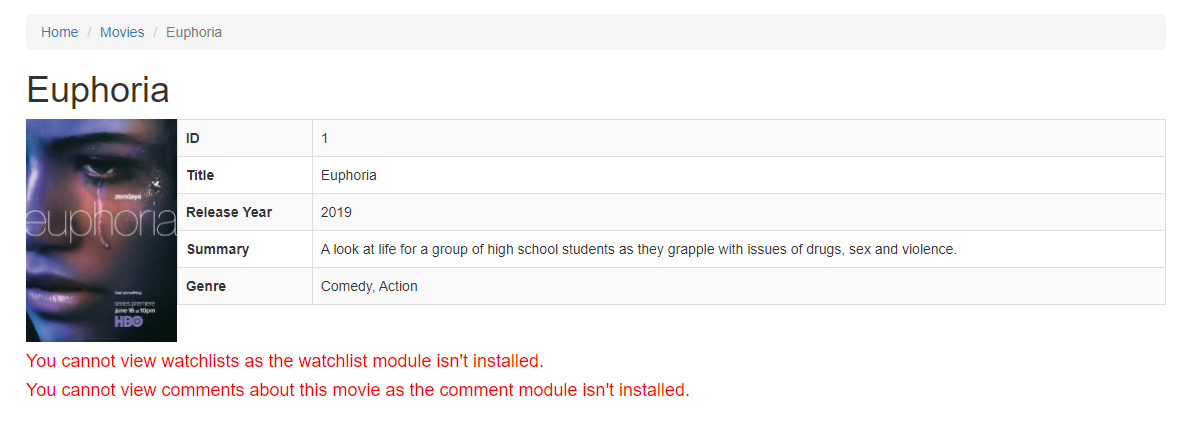 Home / Movies / Euphoria
Euphoria
zendaya
euphoria
feel something
series premiere
june 16 at 10pm
HBO
ID 1
Title Euphoria
Release Year 2019
Summary A look at life for a group of high school students as they grapple with issues of drugs, sex and violence.
Genre Comedy, Action
You cannot view watchlists as the watchlist module isn't installed.
You cannot view comments about this movie as the comment module isn't installed.